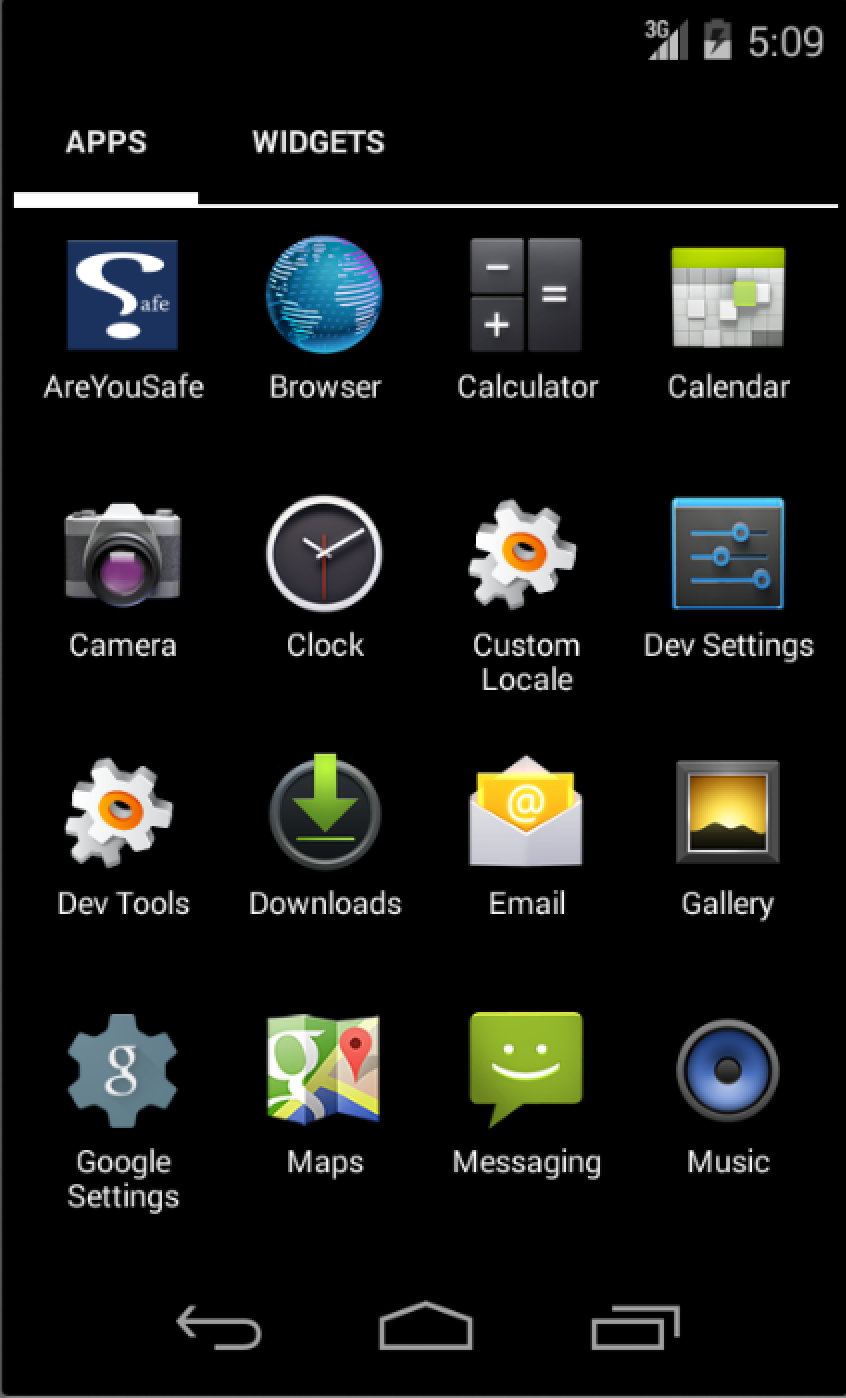 3G 5:09
APPS WIDGETS
afe
AreYouSafe Browser Calculator Calendar
Camera Clock Custom Locale Dev Settings
@
Dev Tools Downloads Email Gallery
g g
Google Settings Maps Messaging Music